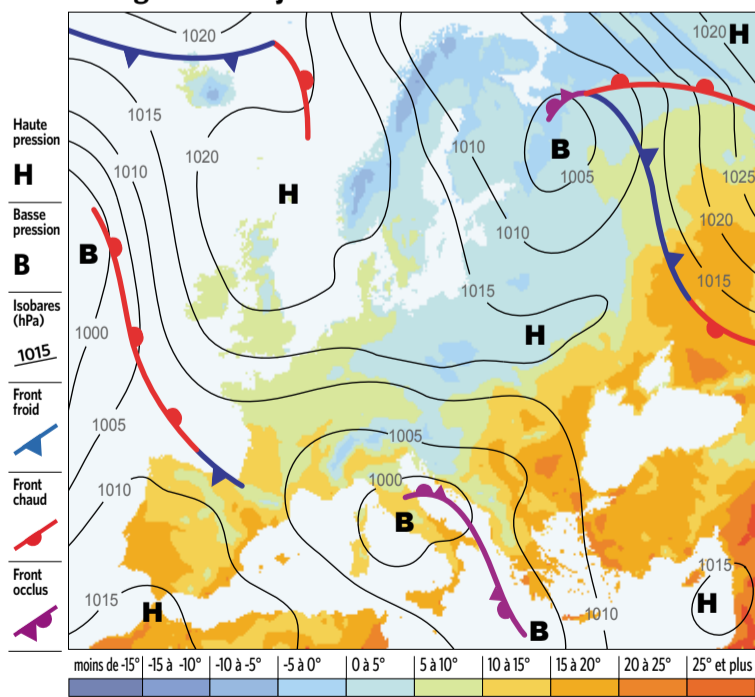 Haute
pression
H
Basse
pression
B
Isobares
(hPa)
1015
Front
froid
Front
chaud
Front
occlus
1020
1020
H
1015
1010
1020
H
1010
B
1005
1025
1020
B
1010
1015
1015
H
1000
1005
1005
1010
1000
B
1015
H
B
1010
1015
H
moins de -15°
-15 à -10°
-10 à -5°
-5 à 0°
0 à 5°
5 à 10°
10 à 15°
15 à 20°
20 à 25°
25° et plus